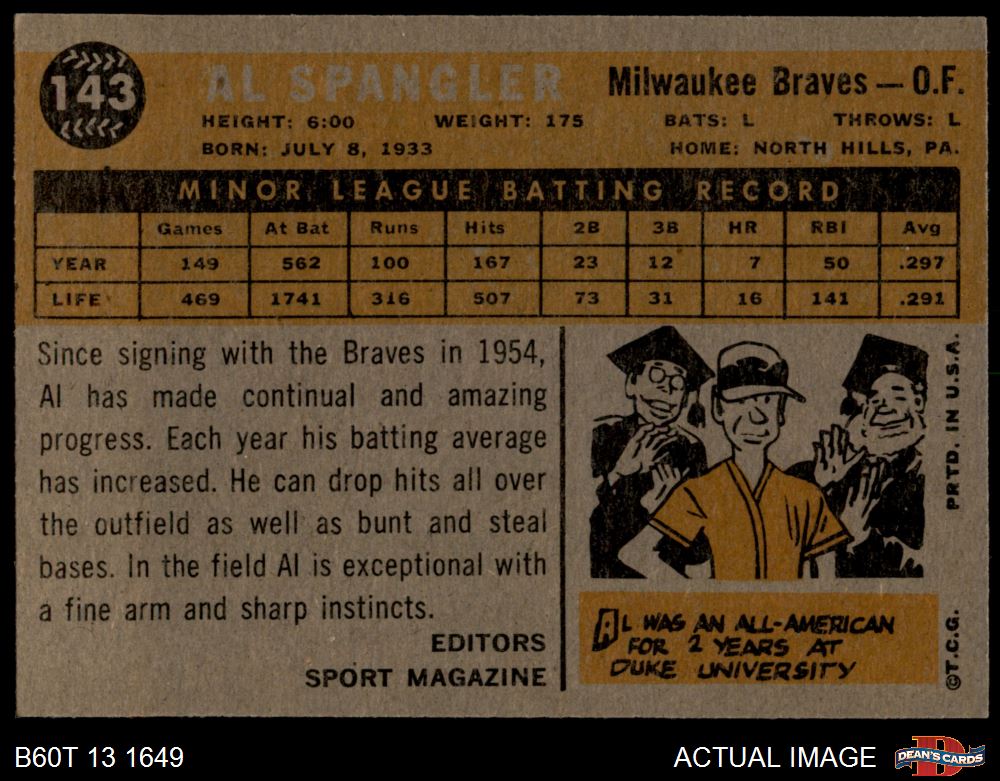 143
AL SPANGLER
Milwaukee Braves — O.F.
HEIGHT: 6:00 WEIGHT: 175 BATS: L THROWS: L
BORN: JULY 8, 1933 HOME: NORTH HILLS, PA.
MINOR LEAGUE BATTING RECORD
Games At Bat Runs Hits 2B 3B HR RBI Avg
YEAR 149 562 100 167 23 12 7 50 .297
LIFE 469 1741 316 507 73 31 16 141 .291
Since signing with the Braves in 1954,
Al has made continual and amazing
progress. Each year his batting average
has increased. He can drop hits all over
the outfield as well as bunt and steal
bases. In the field Al is exceptional with
a fine arm and sharp instincts.
EDITORS
SPORT MAGAZINE
AL WAS AN ALL-AMERICAN
FOR 2 YEARS AT
DUKE UNIVERSITY
PRTD. IN U.S.A.
©T.C.G.
B60T 13 1649
ACTUAL IMAGE
D
DEAN'S CARDS